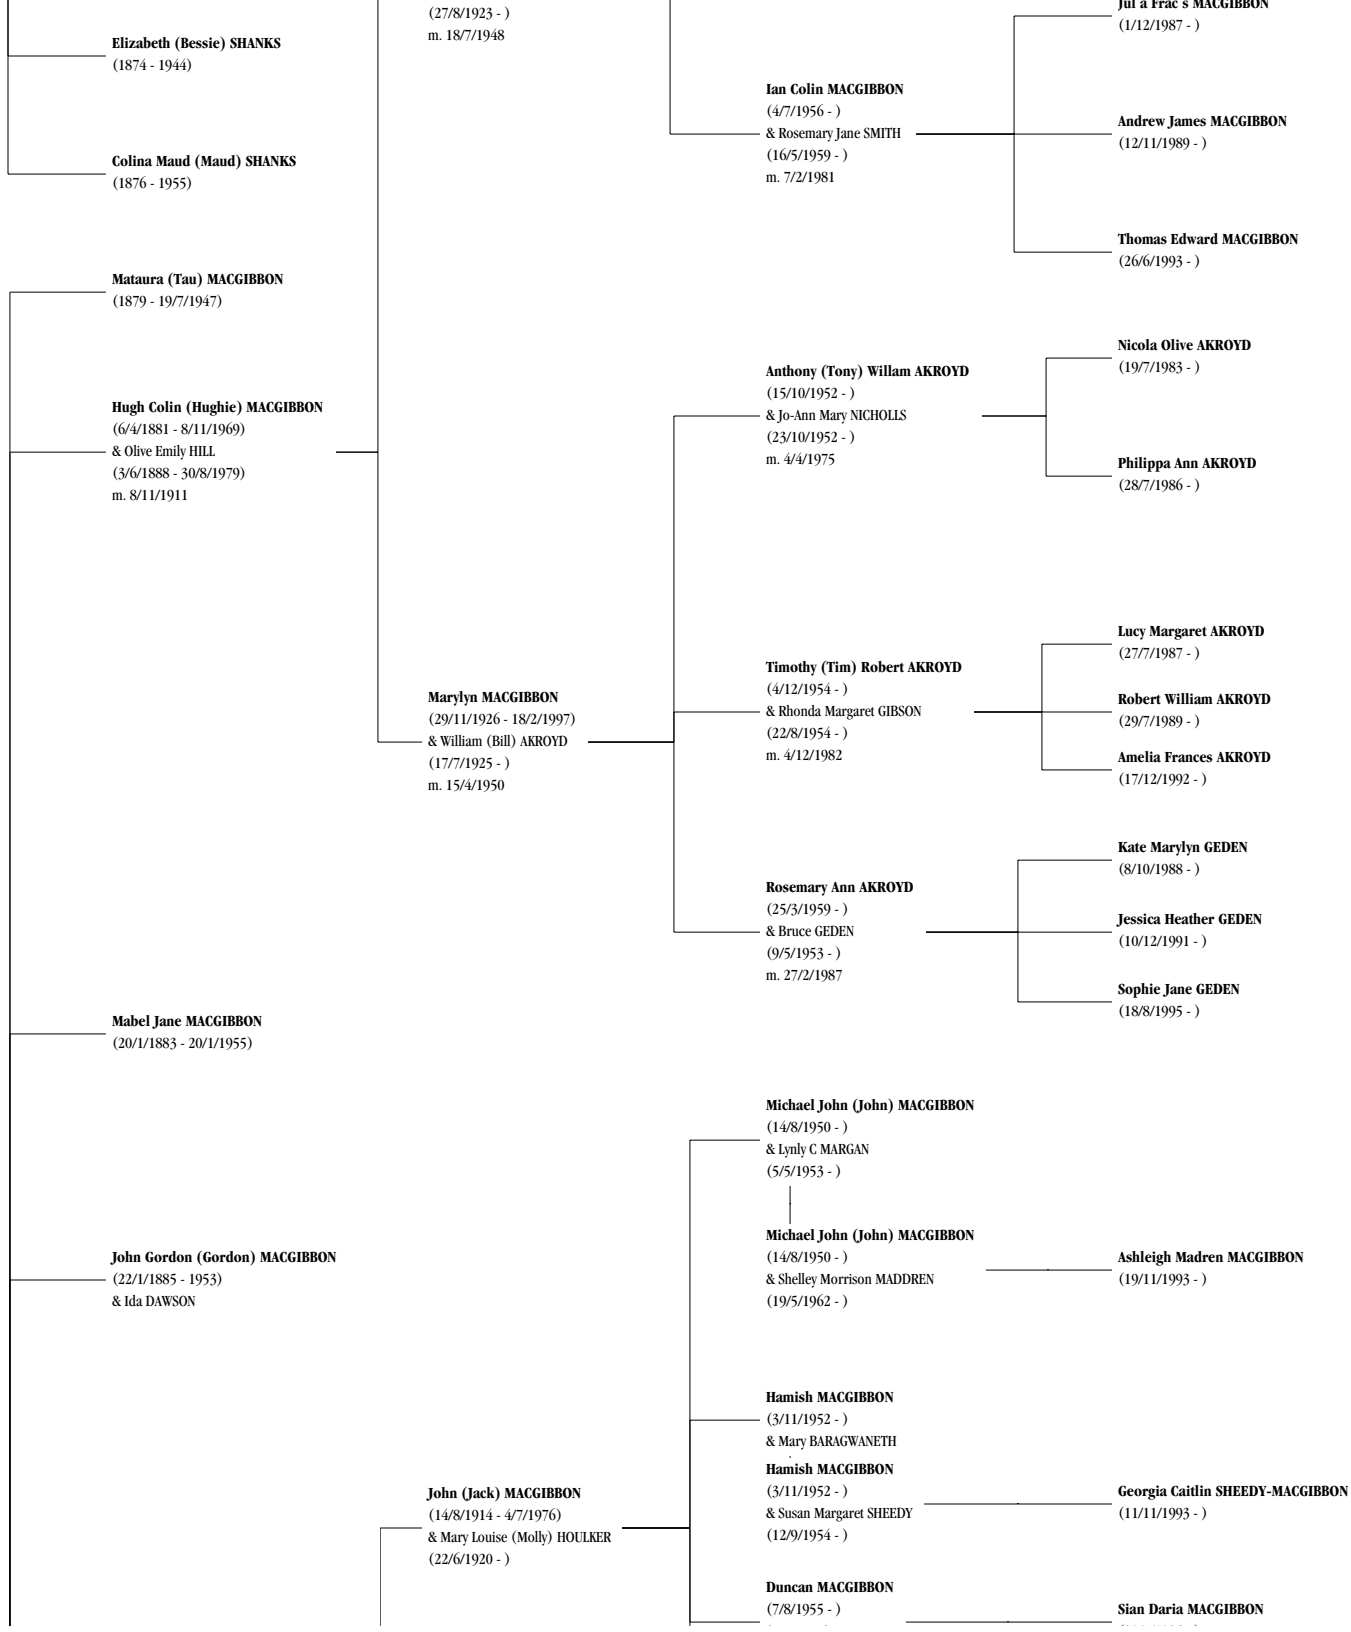 Elizabeth (Bessie) SHANKS
(1874 - 1944)
Colina Maud (Maud) SHANKS
(1876 - 1955)
Mataura (Tau) MACGIBBON
(1879 - 19/7/1947)
Hugh Colin (Hughie) MACGIBBON
(6/4/1881 - 8/11/1969)
& Olive Emily HILL
(3/6/1888 - 30/8/1979)
m. 8/11/1911
Mabel Jane MACGIBBON
(20/1/1883 - 20/1/1955)
John Gordon (Gordon) MACGIBBON
(22/1/1885 - 1953)
& Ida DAWSON
(27/8/1923 - )
m. 18/7/1948
Marylyn MACGIBBON
(29/11/1926 - 18/2/1997)
& William (Bill) AKROYD
(17/7/1925 - )
m. 15/4/1950
John (Jack) MACGIBBON
(14/8/1914 - 4/7/1976)
& Mary Louise (Molly) HOULKER
(22/6/1920 - )
Ian Colin MACGIBBON
(4/7/1956 - )
& Rosemary Jane SMITH
(16/5/1959 - )
m. 7/2/1981
Anthony (Tony) Willam AKROYD
(15/10/1952 - )
& Jo-Ann Mary NICHOLLS
(23/10/1952 - )
m. 4/4/1975
Timothy (Tim) Robert AKROYD
(4/12/1954 - )
& Rhonda Margaret GIBSON
(22/8/1954 - )
m. 4/12/1982
Rosemary Ann AKROYD
(25/3/1959 - )
& Bruce GEDEN
(9/5/1953 - )
m. 27/2/1987
Michael John (John) MACGIBBON
(14/8/1950 - )
& Lynly C MARGAN
(5/5/1953 - )
Michael John (John) MACGIBBON
(14/8/1950 - )
& Shelley Morrison MADDREN
(19/5/1962 - )
Hamish MACGIBBON
(3/11/1952 - )
& Mary BARAGWANETH
Hamish MACGIBBON
(3/11/1952 - )
& Susan Margaret SHEEDY
(12/9/1954 - )
Duncan MACGIBBON
(7/8/1955 - )
MACGIBBON
(1/12/1987 - )
Andrew James MACGIBBON
(12/11/1989 - )
Thomas Edward MACGIBBON
(26/6/1993 - )
Nicola Olive AKROYD
(19/7/1983 - )
Philippa Ann AKROYD
(28/7/1986 - )
Lucy Margaret AKROYD
(27/7/1987 - )
Robert William AKROYD
(29/7/1989 - )
Amelia Frances AKROYD
(17/12/1992 - )
Kate Marylyn GEDEN
(8/10/1988 - )
Jessica Heather GEDEN
(10/12/1991 - )
Sophie Jane GEDEN
(18/8/1995 - )
Ashleigh Madren MACGIBBON
(19/11/1993 - )
Georgia Caitlin SHEEDY-MACGIBBON
(11/11/1993 - )
Sian Daria MACGIBBON